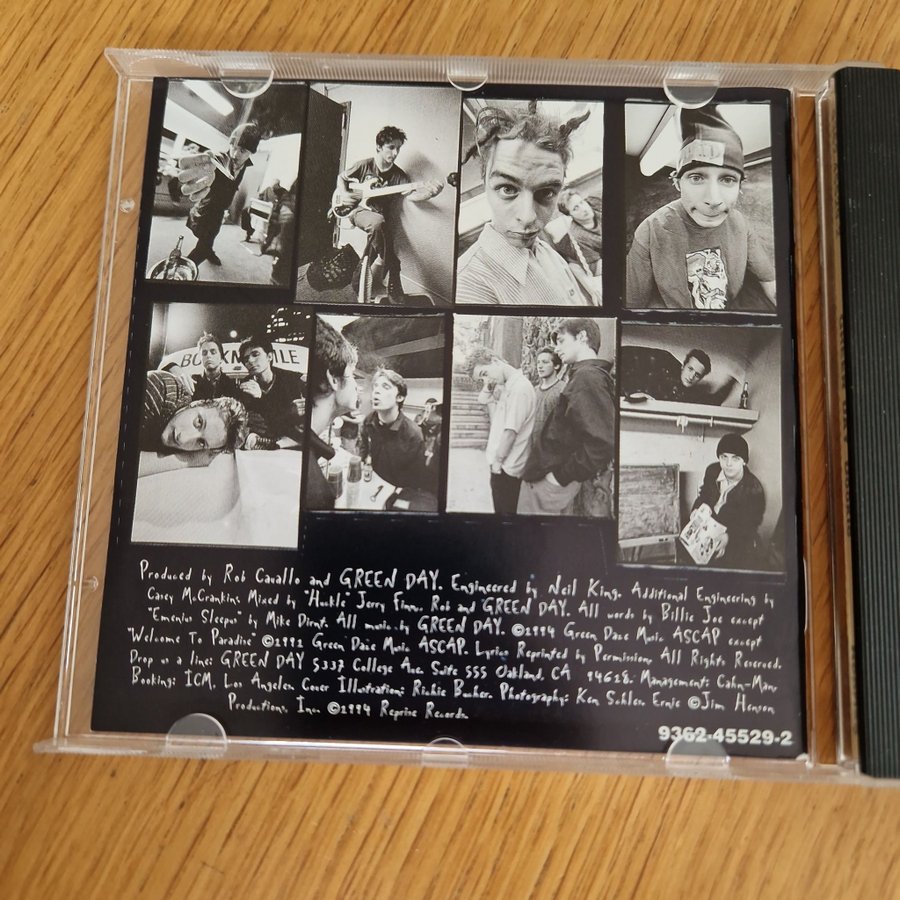 BOOKMOBILE
Produced by Rob Cavallo and GREEN DAY. Engineered by Neil King. Additional Engineering by
Casey McCrankin. Mixed by "Huckle" Jerry Finn, Rob and GREEN DAY. All words by Billie Joe except
"Emenius Sleepus" by Mike Dirnt. All music by GREEN DAY. ©1994 Green Daze Music ASCAP except
"Welcome To Paradise" ©1992 Green Daze Music ASCAP. Lyrics Reprinted by Permission. All Rights Reserved.
Drop us a line: GREEN DAY 5337 College Ave. Suite 555 Oakland, CA 94618. Management: Cahn-Man.
Booking: ICM, Los Angeles. Cover Illustration: Richie Bucher. Photography: Ken Schles. Ernie ©Jim Henson
Productions, Inc. ©1994 Reprise Records.
9362-45529-2